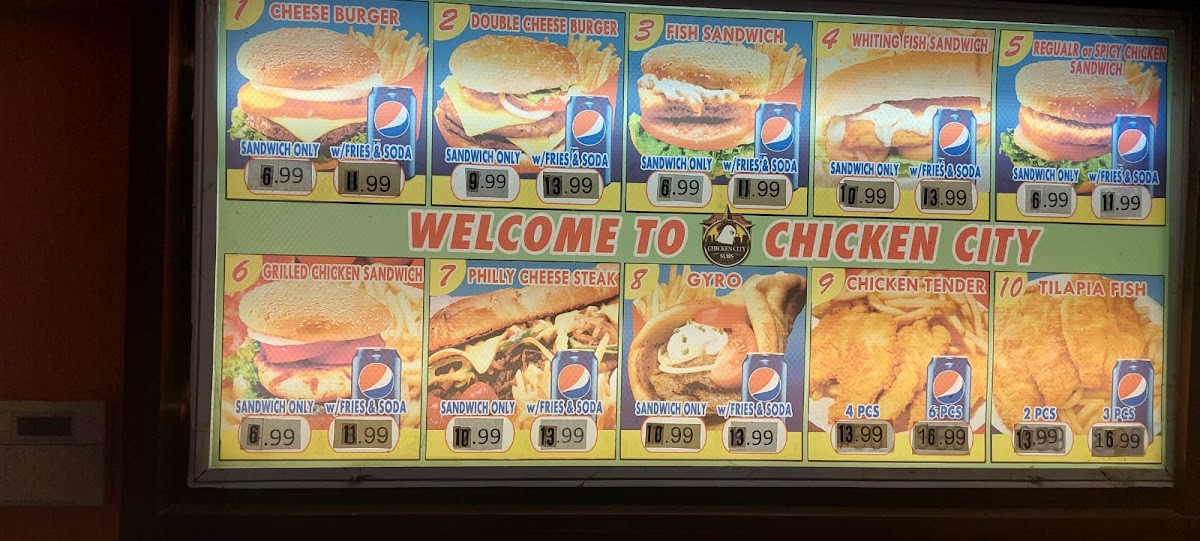 1 CHEESE BURGER
SANDWICH ONLY w/FRIES & SODA
6.99 11.99
2 DOUBLE CHEESE BURGER
SANDWICH ONLY w/FRIES & SODA
9.99 13.99
3 FISH SANDWICH
SANDWICH ONLY w/FRIES & SODA
6.99 11.99
4 WHITING FISH SANDWICH
SANDWICH ONLY w/FRIES & SODA
10.99 13.99
5 REGUALR or SPICY CHICKEN
SANDWICH
SANDWICH ONLY w/FRIES & SODA
6.99 11.99
WELCOME TO CHICKEN CITY
CHICKEN CITY
SUBS
6 GRILLED CHICKEN SANDWICH
SANDWICH ONLY w/FRIES & SODA
6.99 11.99
7 PHILLY CHEESE STEAK
SANDWICH ONLY w/FRIES & SODA
10.99 13.99
8 GYRO
SANDWICH ONLY w/FRIES & SODA
10.99 13.99
9 CHICKEN TENDER
4 PCS 6 PCS
13.99 16.99
10 TILAPIA FISH
2 PCS 3 PCS
13.99 16.99